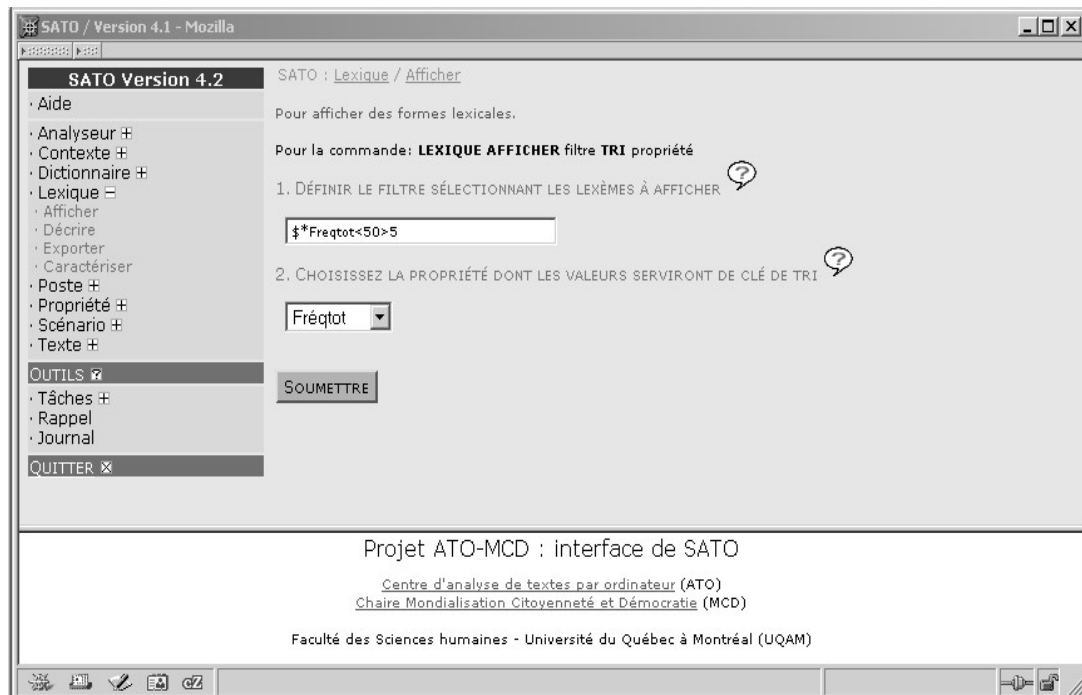 SATO / Version 4.1 - Mozilla
SATO Version 4.2
· Aide
· Analyseur
· Contexte
· Dictionnaire
· Lexique
· Afficher
· Décrire
· Exporter
· Caractériser
· Poste
· Propriété
· Scénario
· Texte
OUTILS
· Tâches
· Rappel
· Journal
QUITTER
SATO : Lexique / Afficher
Pour afficher des formes lexicales.
Pour la commande: LEXIQUE AFFICHER filtre TRI propriété
1. DÉFINIR LE FILTRE SÉLECTIONNANT LES LEXÈMES À AFFICHER
$*Freqtot<50>5
2. CHOISISSEZ LA PROPRIÉTÉ DONT LES VALEURS SERVIRONT DE CLÉ DE TRI
Fréqtot
SOUMETTRE
Projet ATO-MCD : interface de SATO
Centre d'analyse de textes par ordinateur (ATO)
Chaire Mondialisation Citoyenneté et Démocratie (MCD)
Faculté des Sciences humaines - Université du Québec à Montréal (UQAM)